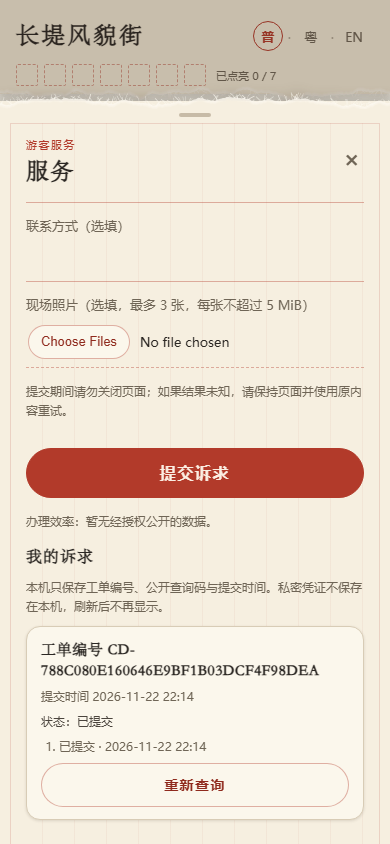 长堤风貌街
普 · 粤 · EN
已点亮 0 / 7
游客服务
服务
×
联系方式（选填）
现场照片（选填，最多 3 张，每张不超过 5 MiB）
Choose Files No file chosen
提交期间请勿关闭页面；如果结果未知，请保持页面并使用原内
容重试。
提交诉求
办理效率：暂无经授权公开的数据。
我的诉求
本机只保存工单编号、公开查询码与提交时间。私密凭证不保存
在本机，刷新后不再显示。
工单编号 CD-
788C080E160646E9BF1B03DCF4F98DEA
提交时间 2026-11-22 22:14
状态：已提交
1. 已提交 · 2026-11-22 22:14
重新查询